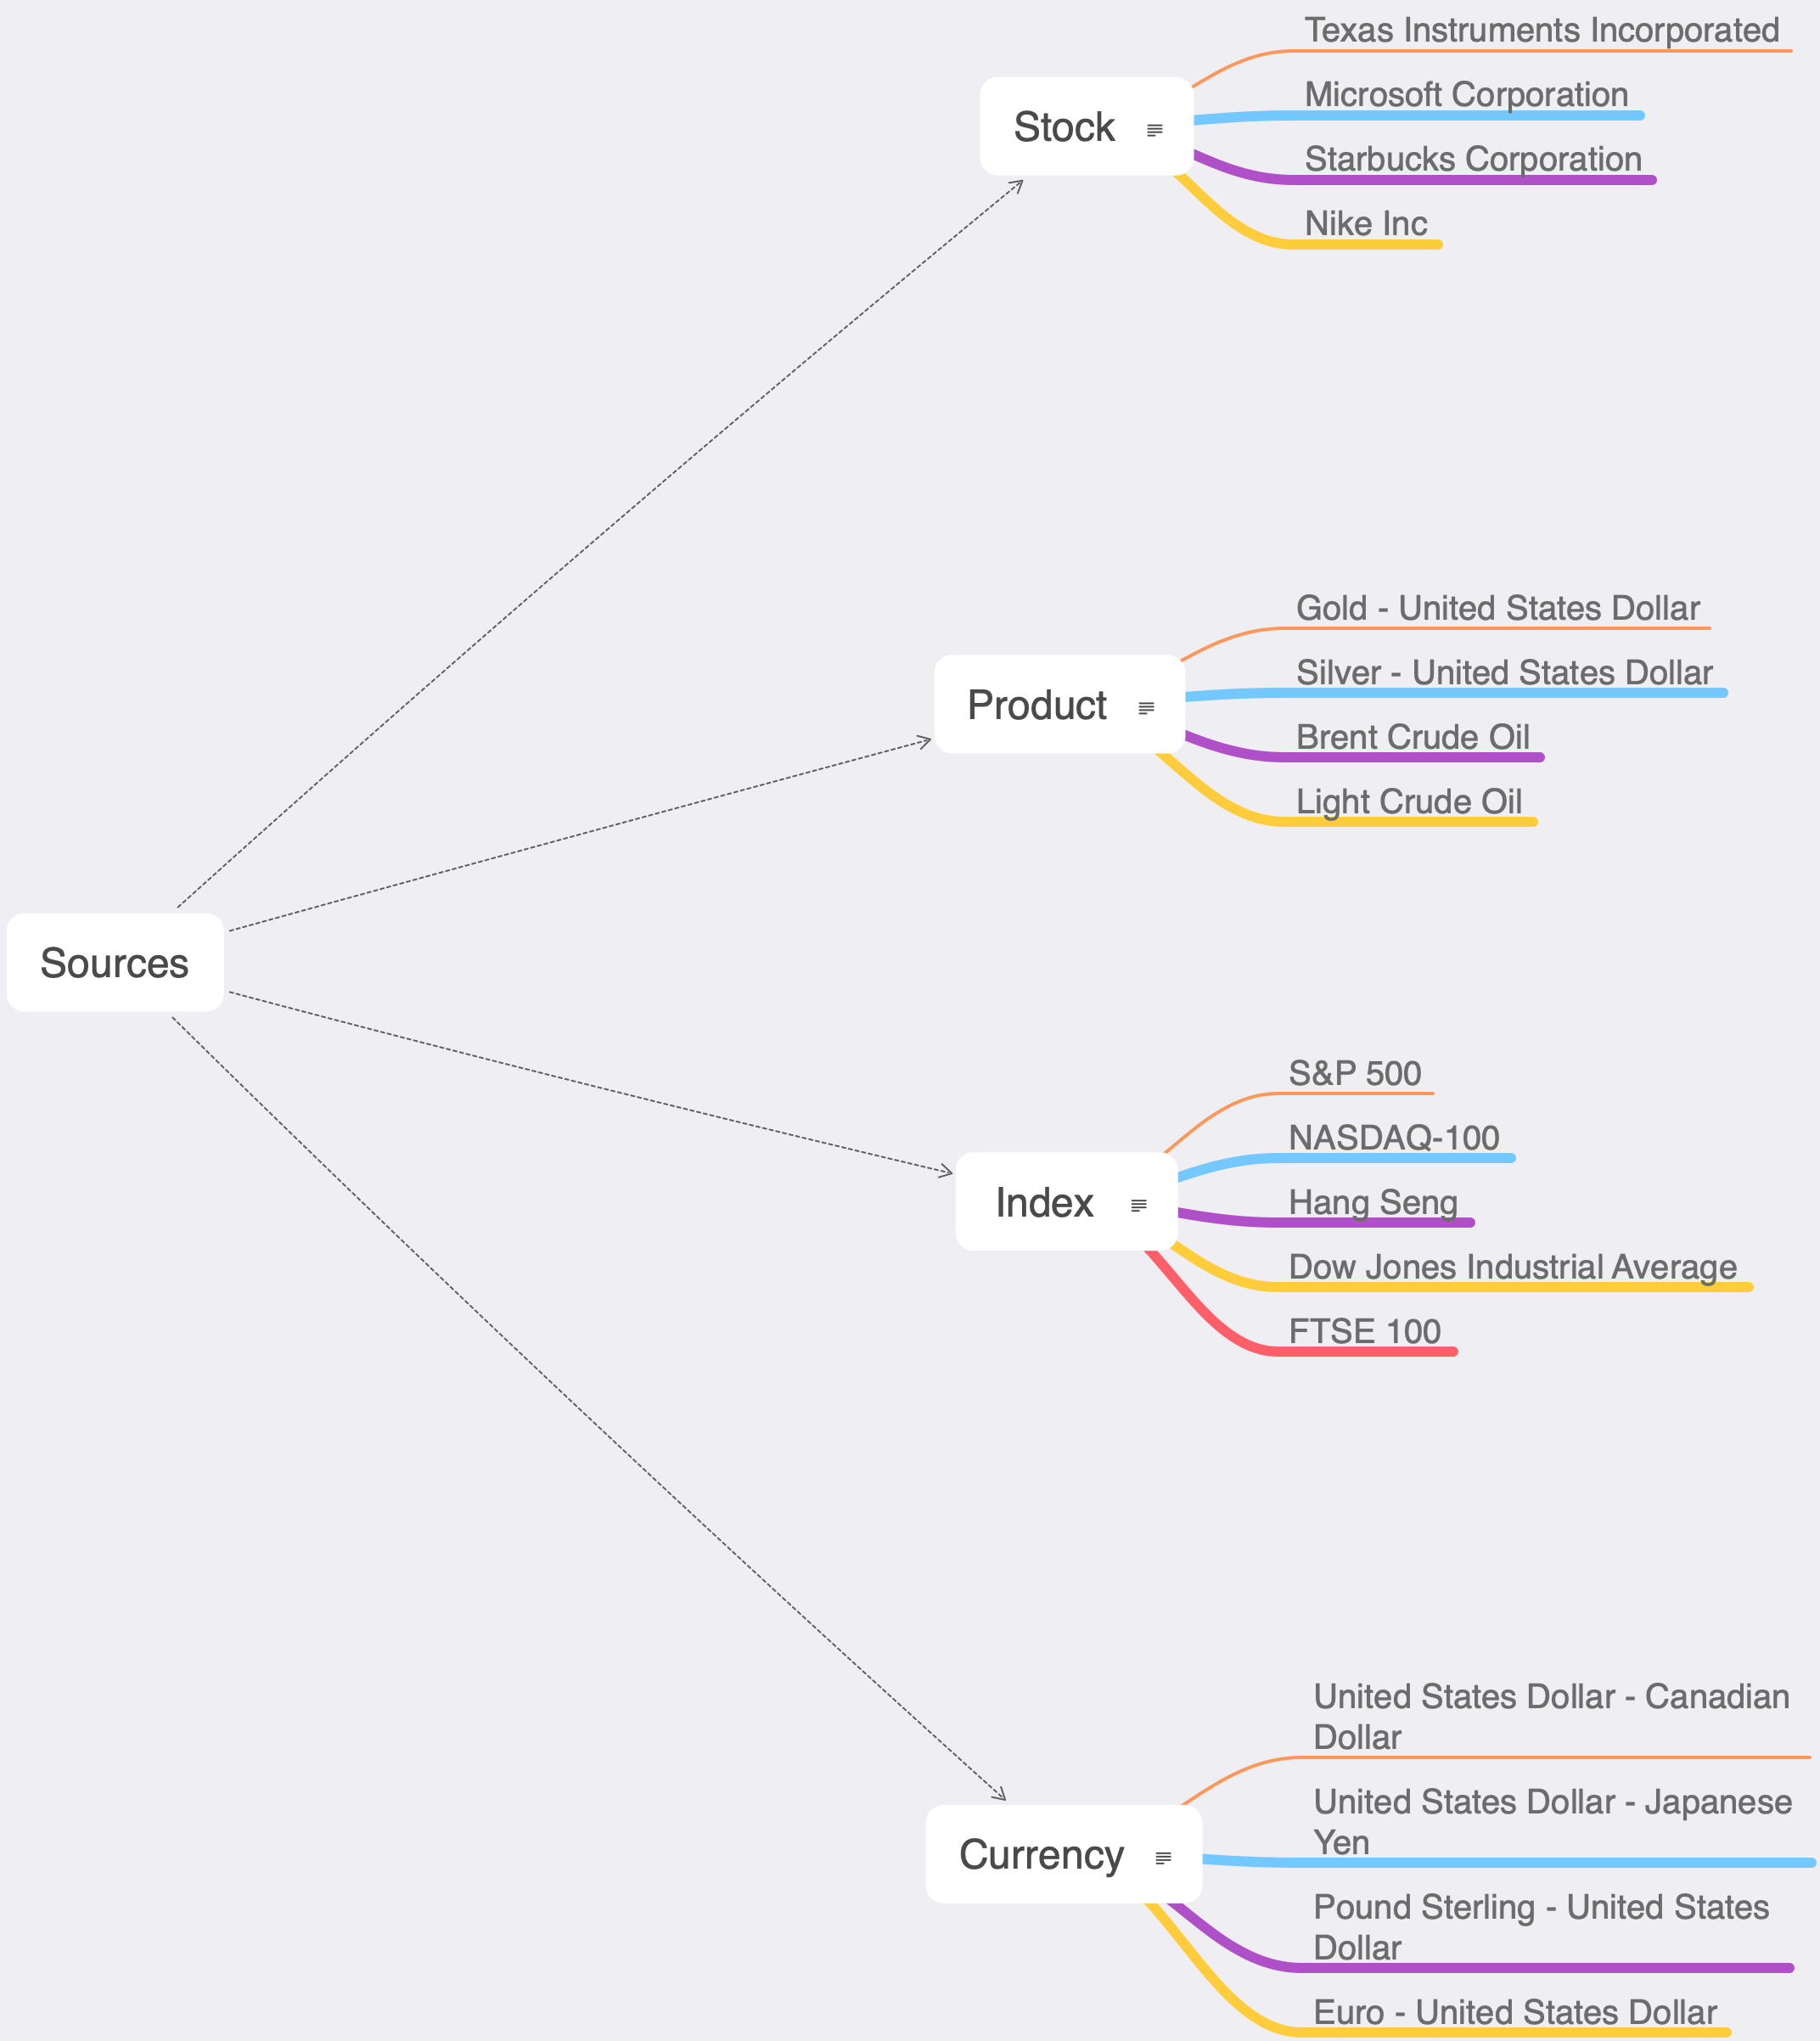 Texas Instruments Incorporated
Microsoft Corporation
Stock
Starbucks Corporation
Nike Inc
Gold - United States Dollar
Silver - United States Dollar
Product
Brent Crude Oil
Light Crude Oil
Sources
S&P 500
NASDAQ-100
Index
Hang Seng
Dow Jones Industrial Average
FTSE 100
United States Dollar - Canadian
Dollar
United States Dollar - Japanese
Yen
Currency
Pound Sterling - United States
Dollar
Euro - United States Dollar